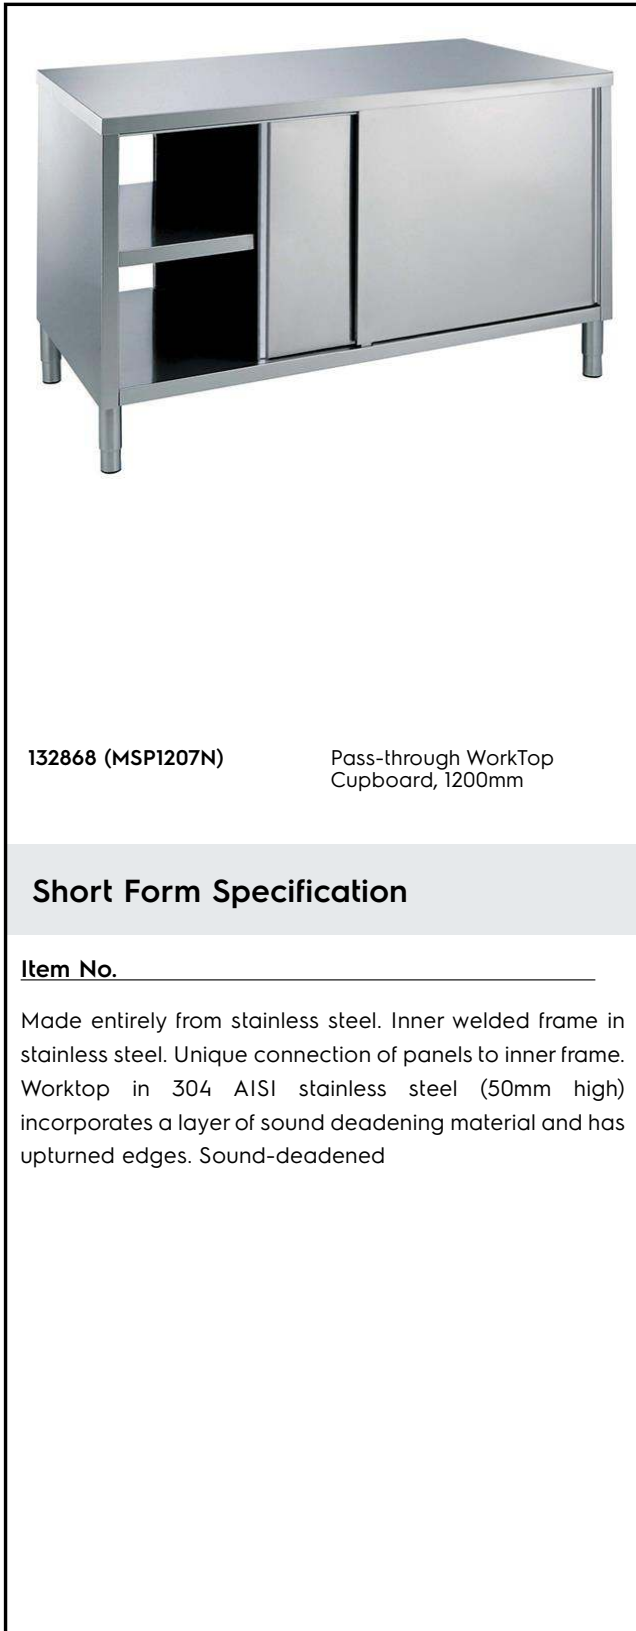 132868 (MSP1207N)
Pass-through WorkTop
Cupboard, 1200mm
Short Form Specification
Item No.
Made entirely from stainless steel. Inner welded frame in
stainless steel. Unique connection of panels to inner frame.
Worktop in 304 AISI stainless steel (50mm high)
incorporates a layer of sound deadening material and has
upturned edges. Sound-deadened